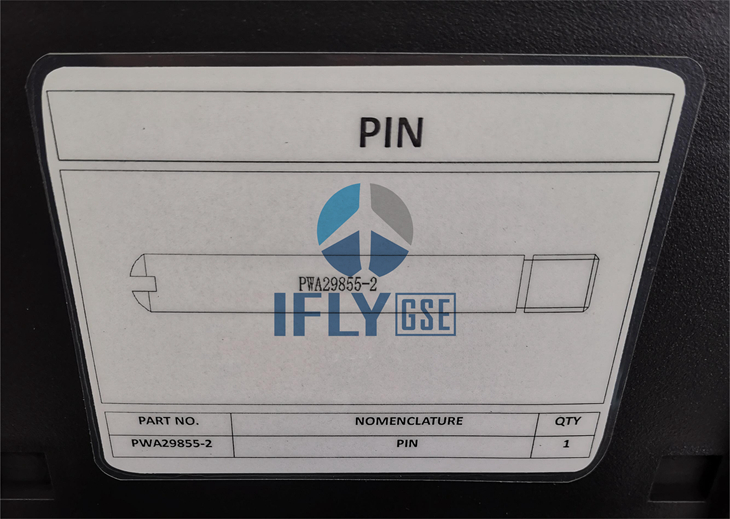 PIN
PWA29855-2
IFLY GSE
PART NO. NOMENCLATURE QTY
PWA29855-2 PIN 1